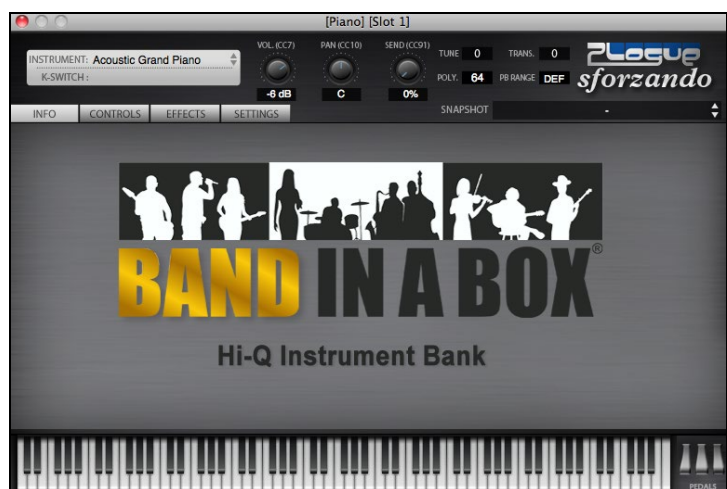 [Piano] [Slot 1]
INSTRUMENT: Acoustic Grand Piano
K-SWITCH :
VOL. (CC7) PAN (CC10) SEND (CC91)
-6 dB C 0%
TUNE 0 TRANS. 0
POLY. 64 PB RANGE DEF
Plogue
sforzando
INFO CONTROLS EFFECTS SETTINGS
SNAPSHOT -
BAND IN A BOX®
Hi-Q Instrument Bank
PEDALS